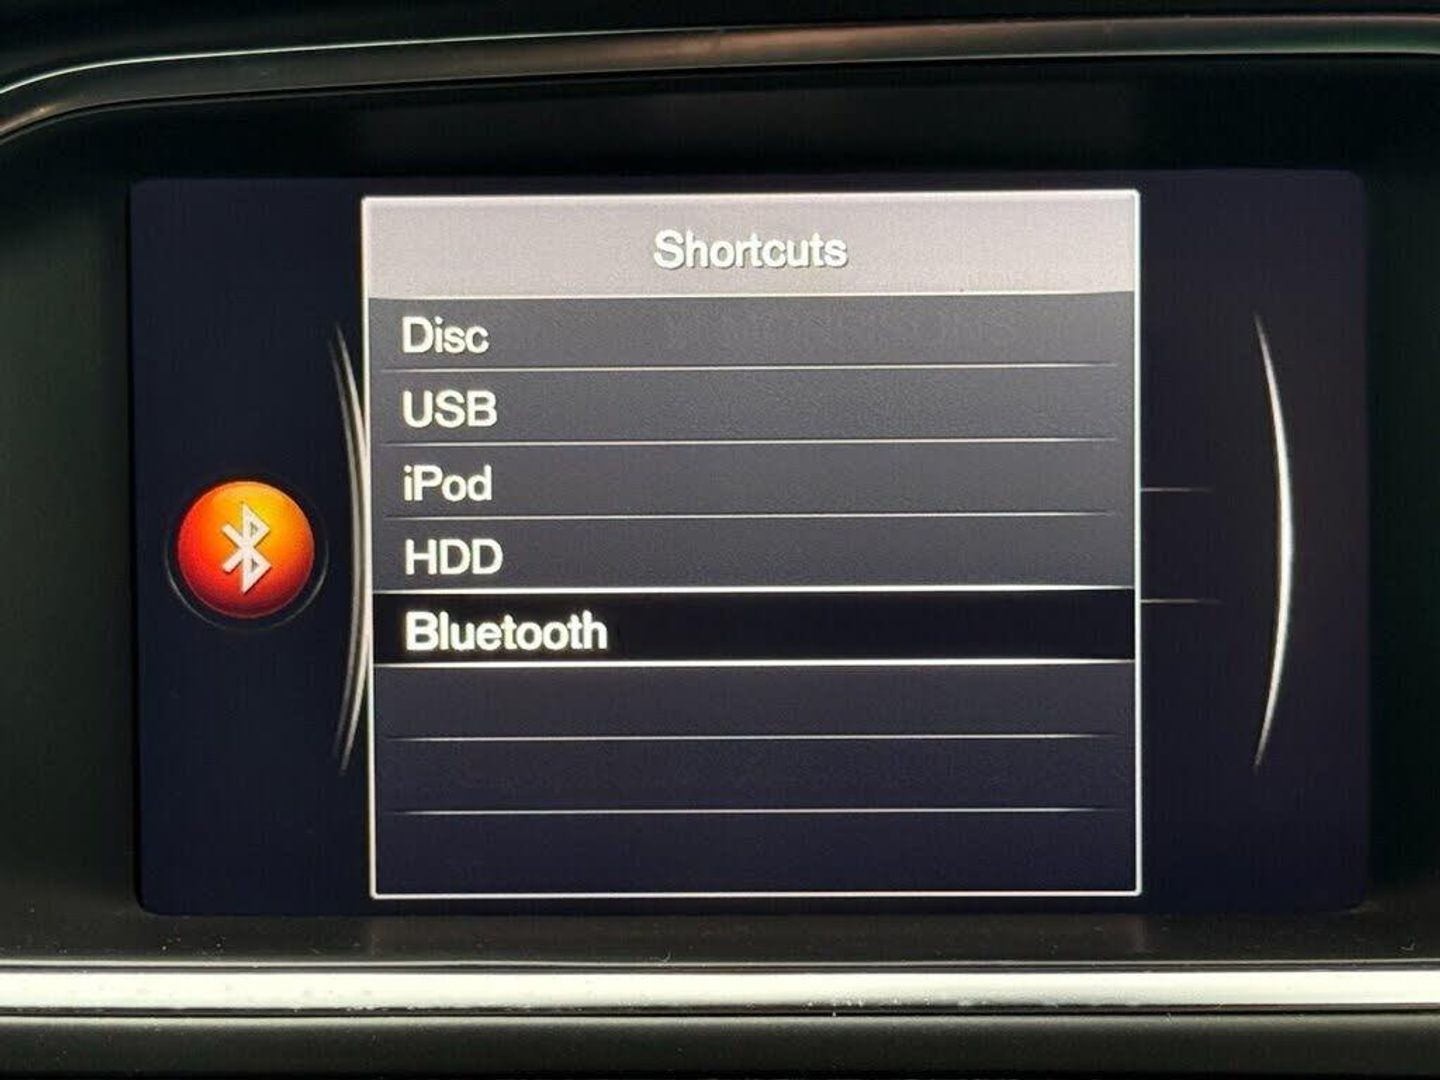 Shortcuts
Disc
USB
iPod
HDD
Bluetooth